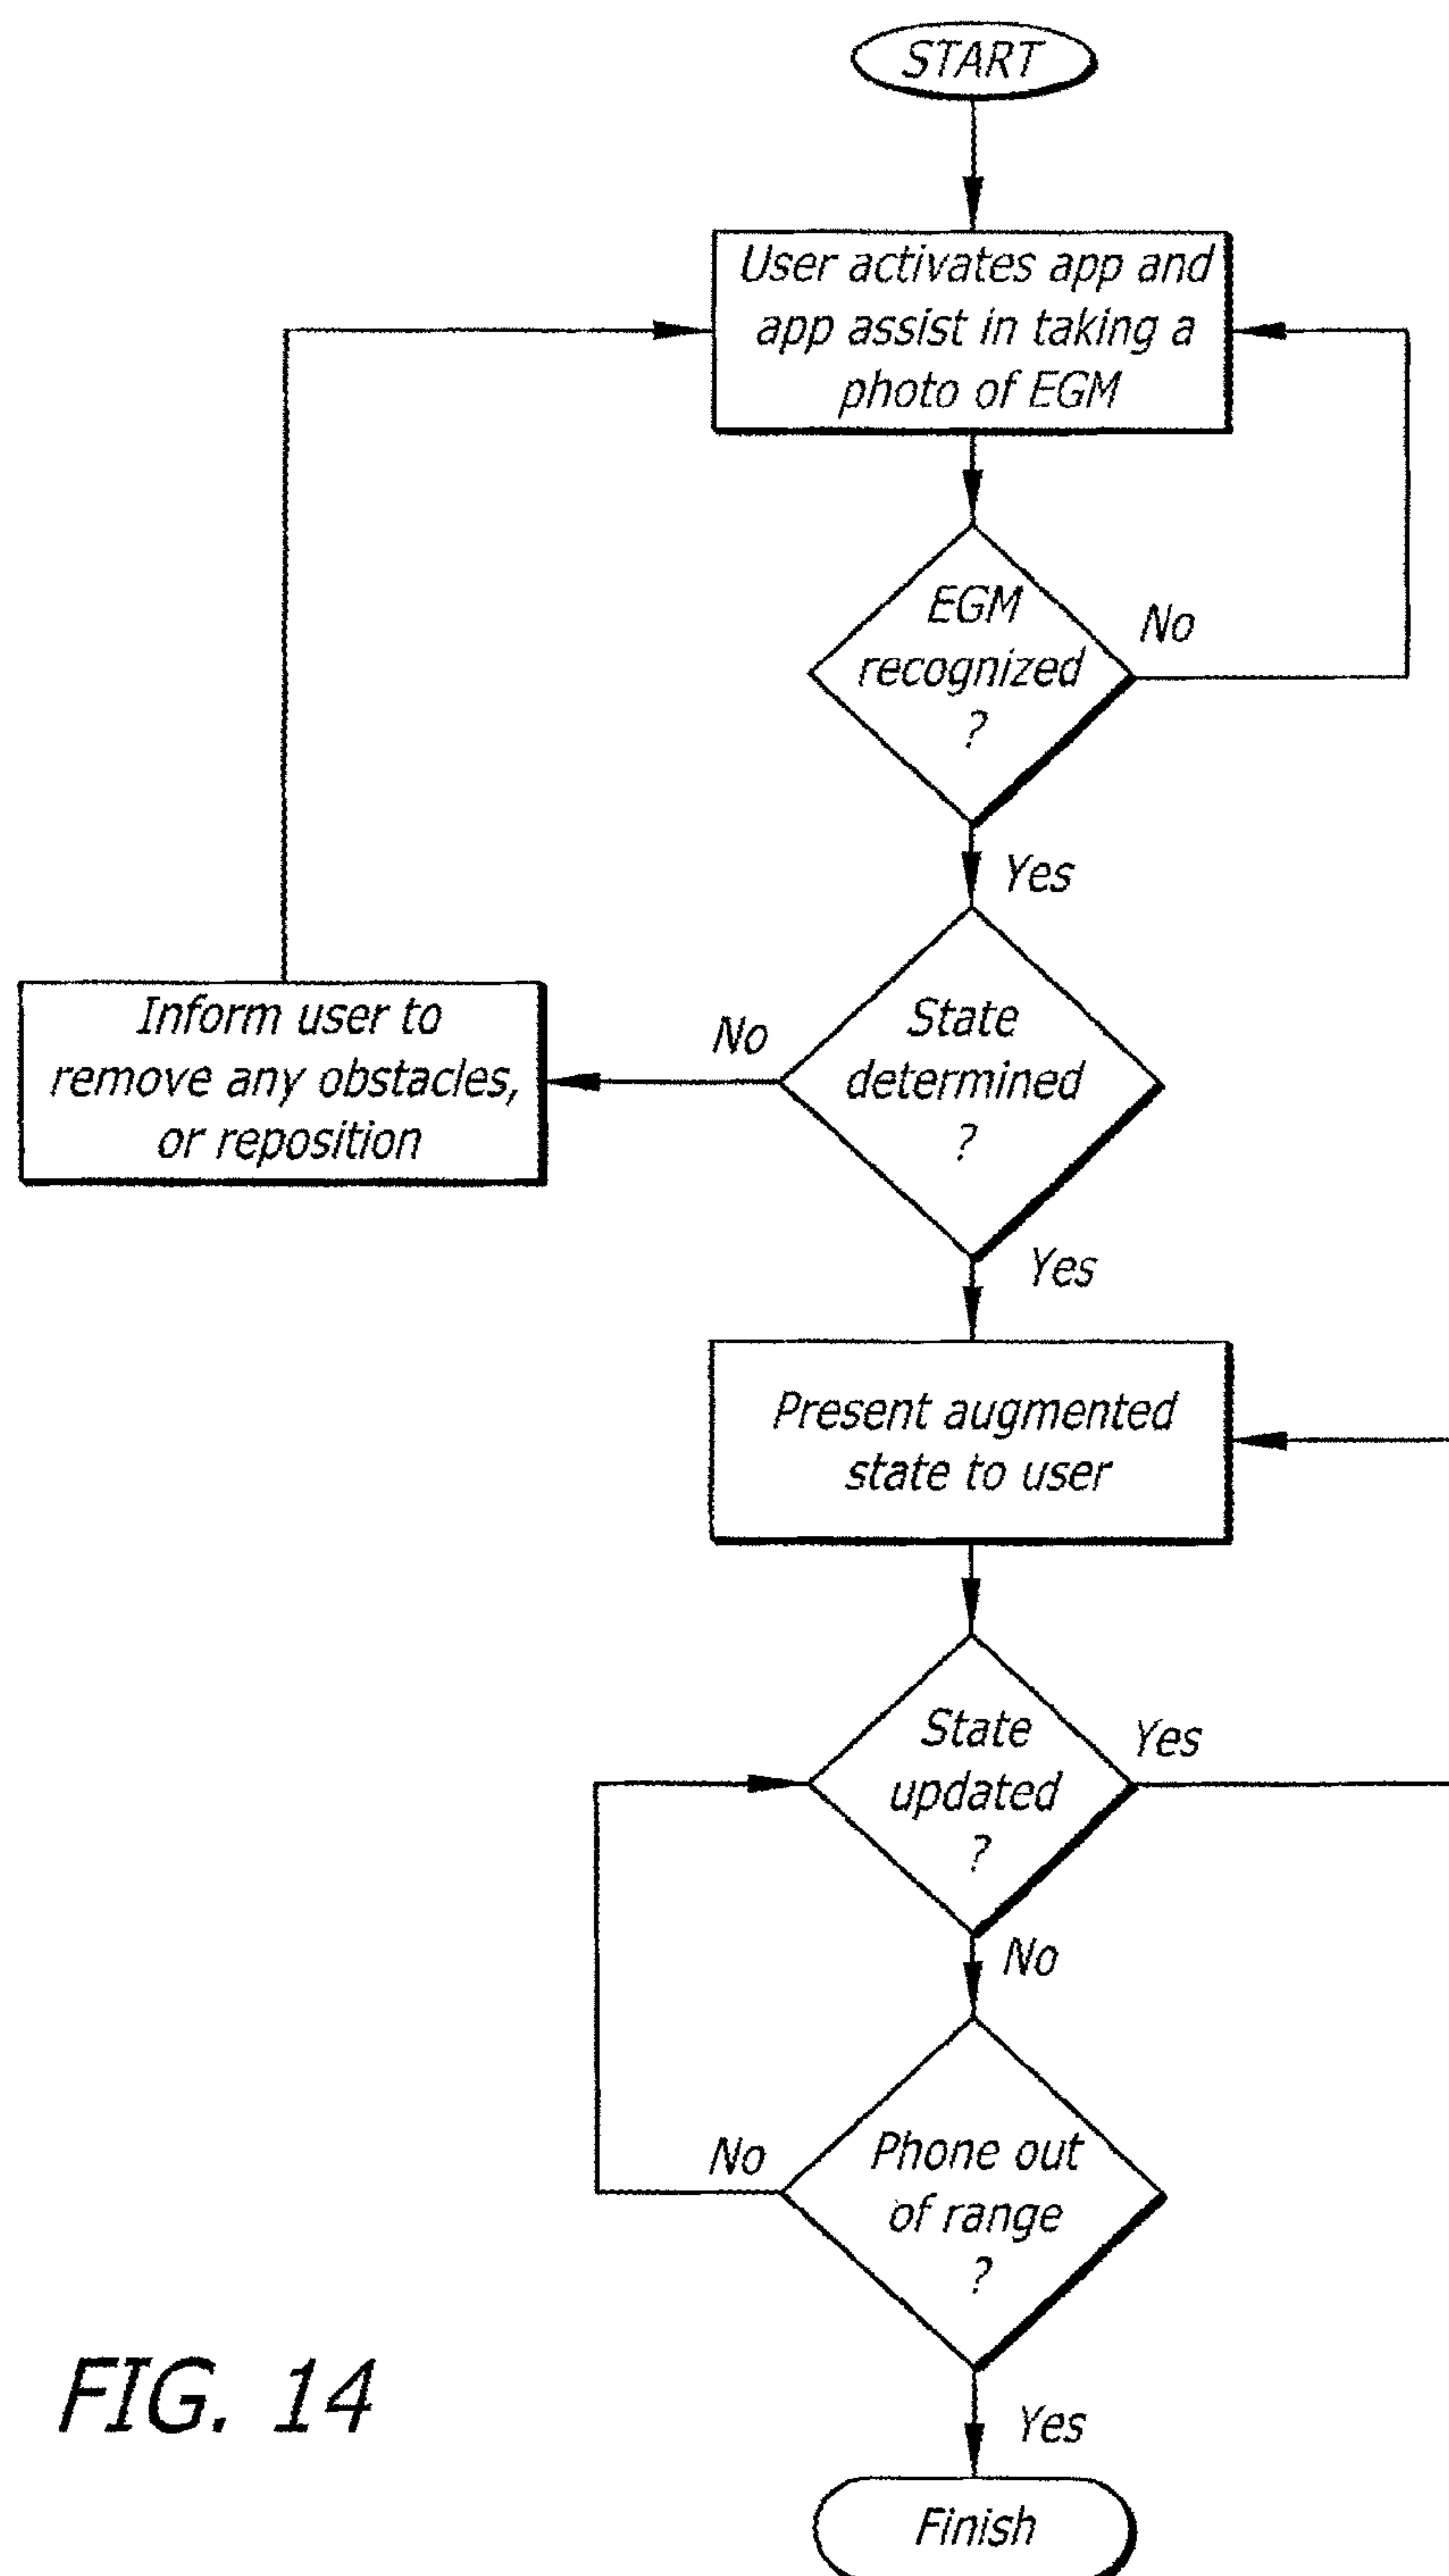 START
User activates app and
app assist in taking a
photo of EGM
EGM
recognized
?
No
Yes
State
determined
?
No
Inform user to
remove any obstacles,
or reposition
Yes
Present augmented
state to user
State
updated
?
Yes
No
Phone out
of range
?
No
Yes
Finish
FIG. 14